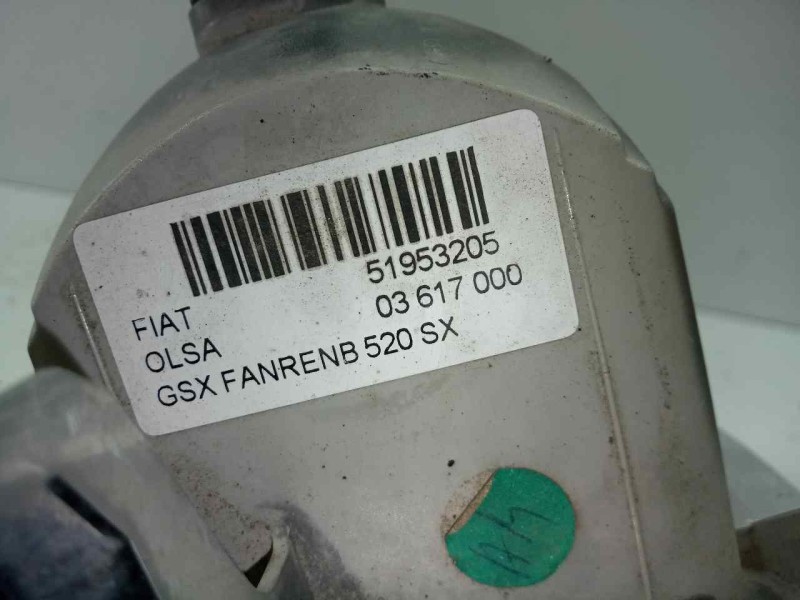 51953205
FIAT
03 617 000
OLSA
GSX FANRENB 520 SX